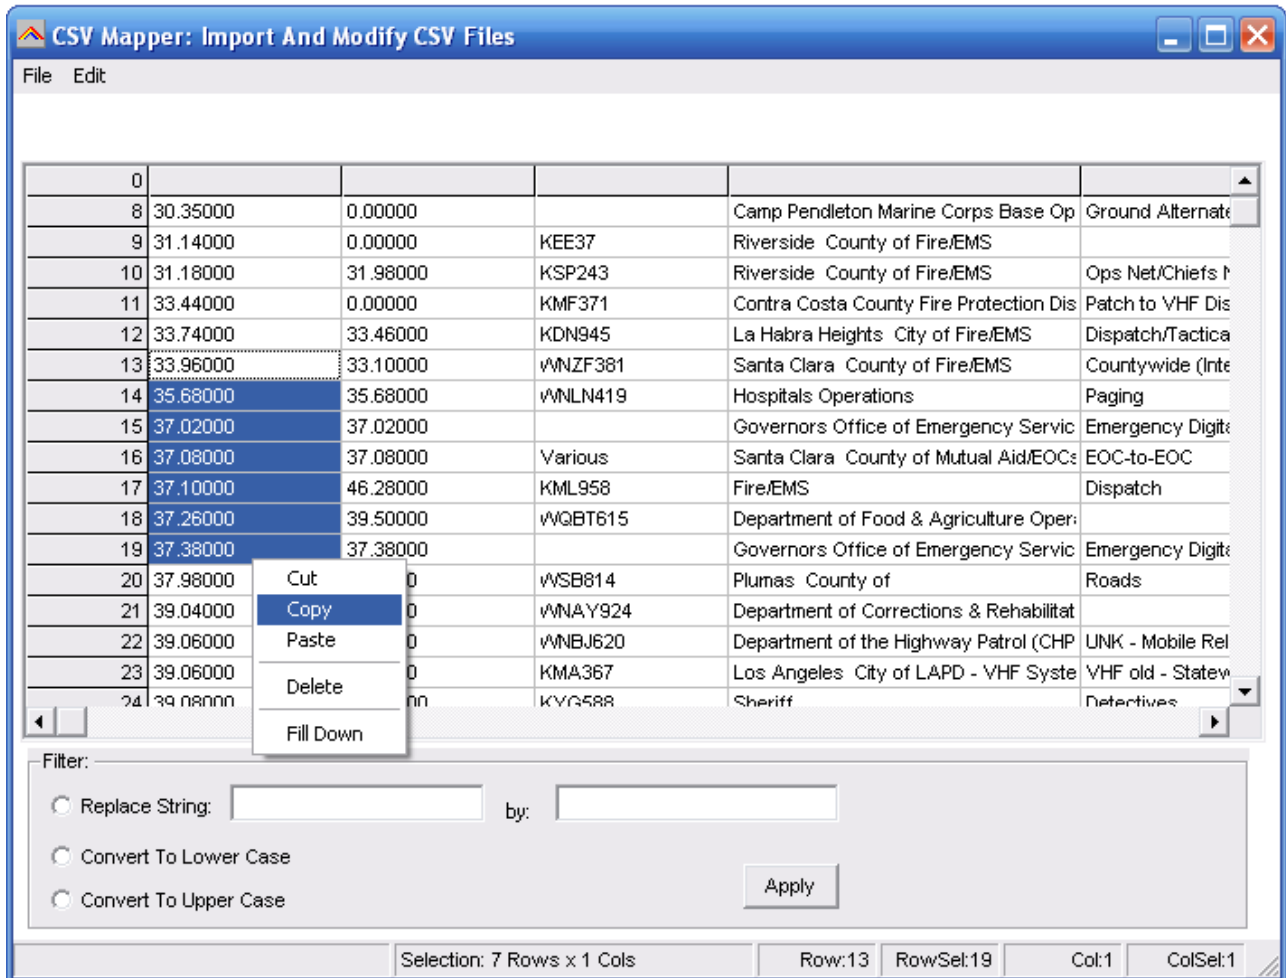 CSV Mapper: Import And Modify CSV Files
File Edit
0
8 30.35000 0.00000 Camp Pendleton Marine Corps Base Op Ground Alternate
9 31.14000 0.00000 KEE37 Riverside County of Fire/EMS
10 31.18000 31.98000 KSP243 Riverside County of Fire/EMS Ops Net/Chiefs
11 33.44000 0.00000 KMF371 Contra Costa County Fire Protection Dis Patch to VHF Dis
12 33.74000 33.46000 KDN945 La Habra Heights City of Fire/EMS Dispatch/Tactica
13 33.96000 33.10000 WNZF381 Santa Clara County of Fire/EMS Countywide (Inte
14 35.68000 35.68000 WNLN419 Hospitals Operations Paging
15 37.02000 37.02000 Governors Office of Emergency Servic Emergency Digita
16 37.08000 37.08000 Various Santa Clara County of Mutual Aid/EOCs EOC-to-EOC
17 37.10000 46.28000 KML958 Fire/EMS Dispatch
18 37.26000 39.50000 WQBT615 Department of Food & Agriculture Oper
19 37.38000 37.38000 Governors Office of Emergency Servic Emergency Digita
20 37.98000 0 WSB814 Plumas County of Roads
21 39.04000 0 WNAY924 Department of Corrections & Rehabilitat
22 39.06000 0 WNBJ620 Department of the Highway Patrol (CHP UNK - Mobile Rel
23 39.06000 0 KMA367 Los Angeles City of LAPD - VHF Syste VHF old - Statew
24 39.08000 00 KYG588 Sheriff Detectives
Cut
Copy
Paste
Delete
Fill Down
Filter:
Replace String: by:
Convert To Lower Case
Convert To Upper Case
Apply
Selection: 7 Rows x 1 Cols Row:13 RowSel:19 Col:1 ColSel:1